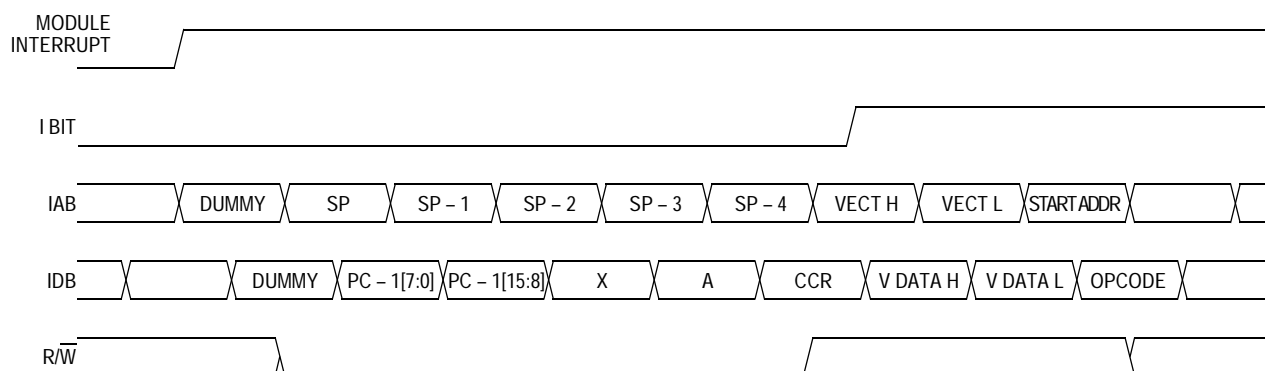 MODULE
INTERRUPT
I BIT
IAB DUMMY SP SP – 1 SP – 2 SP – 3 SP – 4 VECT H VECT L START ADDR
IDB DUMMY PC – 1[7:0] PC – 1[15:8] X A CCR V DATA H V DATA L OPCODE
R/W̅